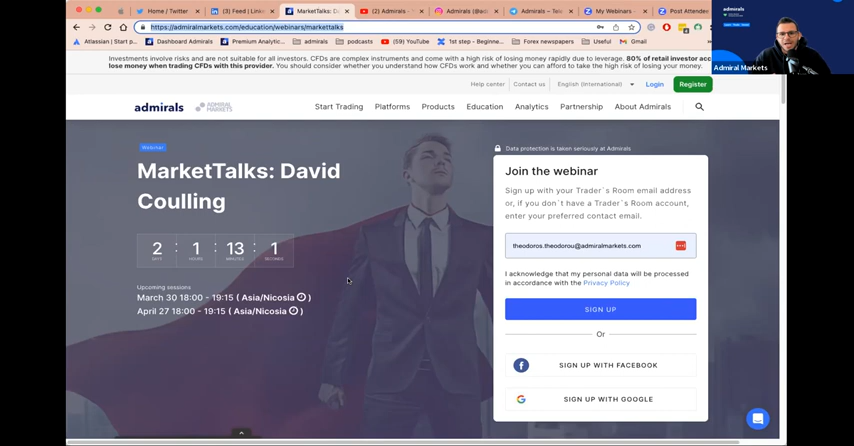 Home / Twitter
(3) Feed | Linke
MarketTalks: Da
(2) Admirals - Y
Instagram (@ad
Admirals – Tele
My Webinars -
Post Attendee
https://admiralmarkets.com/education/webinars/markettalks
Atlassian | Start p...
Dashboard Admirals
Premium Analytic...
admirals
podcasts
(59) YouTube
1st step - Beginne...
Forex newspapers
Useful
Gmail
admirals
Admiral Markets
Investments involve risks and are not suitable for all investors. CFDs are complex instruments and come with a high risk of losing money rapidly due to leverage. 80% of retail investor acc
lose money when trading CFDs with this provider. You should consider whether you understand how CFDs work and whether you can afford to take the high risk of losing your money.
Help center
Contact us
English (International)
Login
Register
admirals
ADMIRAL MARKETS
Start Trading
Platforms
Products
Education
Analytics
Partnership
About Admirals
Webinar
MarketTalks: David
Coulling
2 : 1 : 13 : 1
DAYS HOURS MINUTES SECONDS
Upcoming sessions
March 30 18:00 - 19:15 ( Asia/Nicosia )
April 27 18:00 - 19:15 ( Asia/Nicosia )
Data protection is taken seriously at Admirals
Join the webinar
Sign up with your Trader`s Room email address
or, if you don`t have a Trader`s Room account,
enter your preferred contact email.
theodoros.theodorou@admiralmarkets.com
I acknowledge that my personal data will be processed
in accordance with the Privacy Policy
SIGN UP
Or
SIGN UP WITH FACEBOOK
SIGN UP WITH GOOGLE